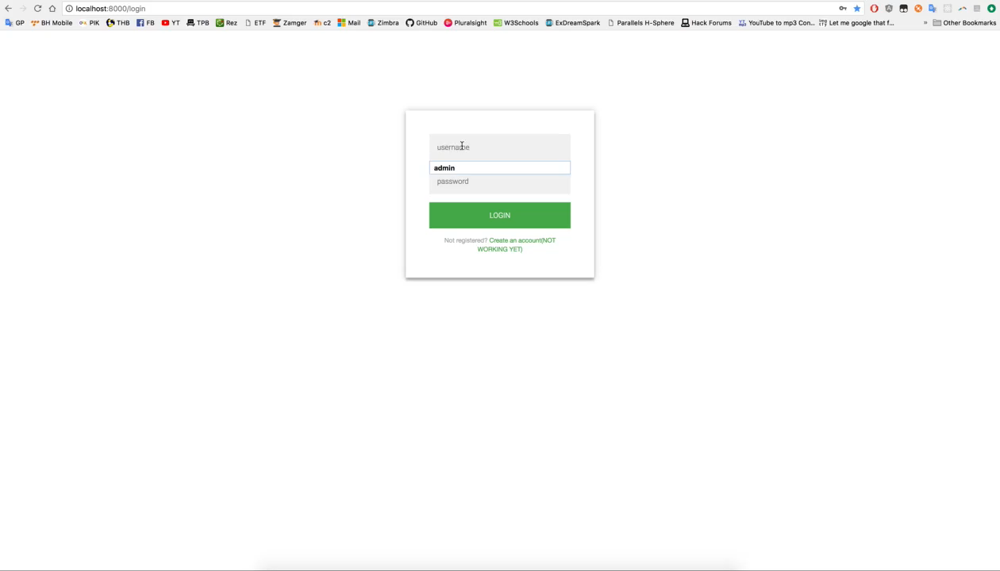 localhost:8000/login
GP BH Mobile PIK THB FB YT TPB Rez ETF Zamger c2 Mail Zimbra GitHub Pluralsight W3Schools ExDreamSpark Parallels H-Sphere Hack Forums YouTube to mp3 Con... Let me google that f... » Other Bookmarks
username
admin
password
LOGIN
Not registered? Create an account(NOT
WORKING YET)